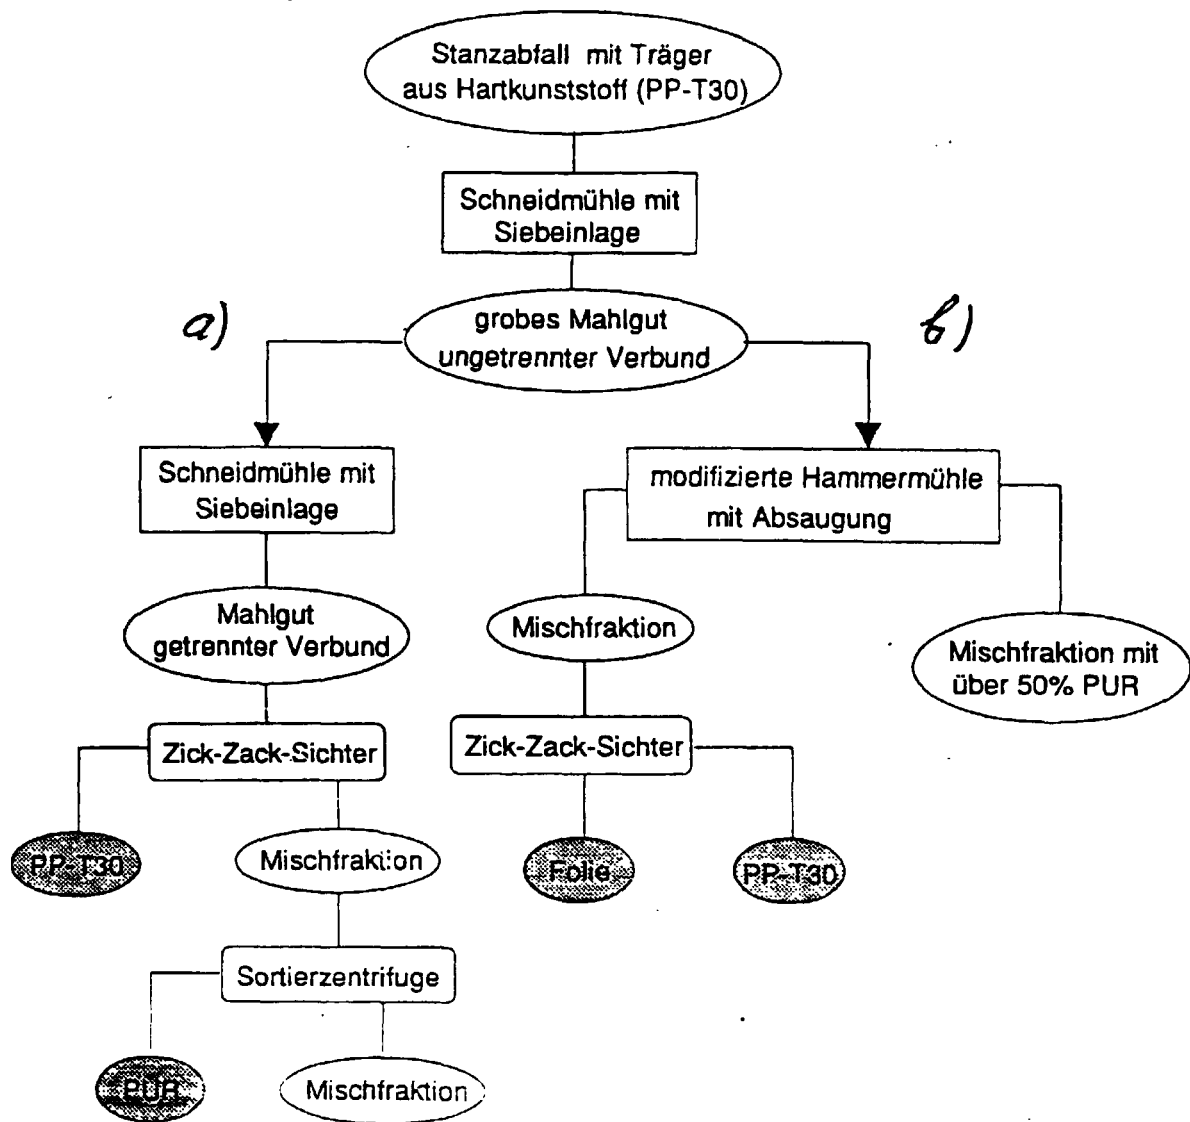 Stanzabfall mit Träger
aus Hartkunststoff (PP-T30)
Schneidmühle mit
Siebeinlage
grobes Mahlgut
ungetrennter Verbund
a)
b)
Schneidmühle mit
Siebeinlage
modifizierte Hammermühle
mit Absaugung
Mahlgut
getrennter Verbund
Mischfraktion
Mischfraktion mit
über 50% PUR
Zick-Zack-Sichter
Zick-Zack-Sichter
PP-T30
Mischfraktion
Folie
PP-T30
Sortierzentrifuge
PUR
Mischfraktion